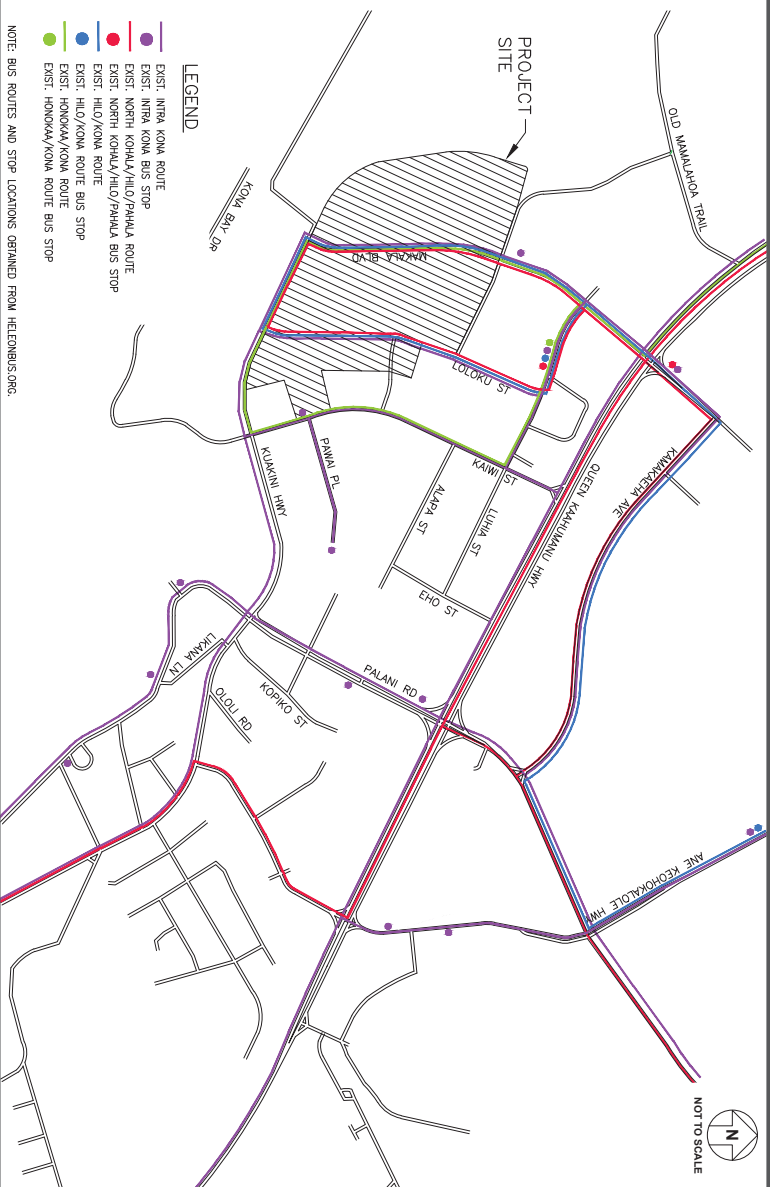 PROJECT
SITE
OLD MAMALAHOA TRAIL
KONA BAY DR
MAKALA BLVD
LOLOKU ST
KAIWI ST
PAWAI PL
KUAKINI HWY
ALAPA ST
LUHIA ST
EHO ST
QUEEN KAAHUMANU HWY
KAMAKAEHA AVE
PALANI RD
LIKANA LN
KOPIKO ST
OLOLI RD
ANE KEOHOKALOLE HWY
N
NOT TO SCALE
LEGEND
EXIST. INTRA KONA ROUTE
EXIST. INTRA KONA BUS STOP
EXIST. NORTH KOHALA/HILO/PAHALA ROUTE
EXIST. NORTH KOHALA/HILO/PAHALA BUS STOP
EXIST. HILO/KONA ROUTE
EXIST. HILO/KONA ROUTE BUS STOP
EXIST. HONOKAA/KONA ROUTE
EXIST. HONOKAA/KONA ROUTE BUS STOP
NOTE: BUS ROUTES AND STOP LOCATIONS OBTAINED FROM HELEONBUS.ORG.